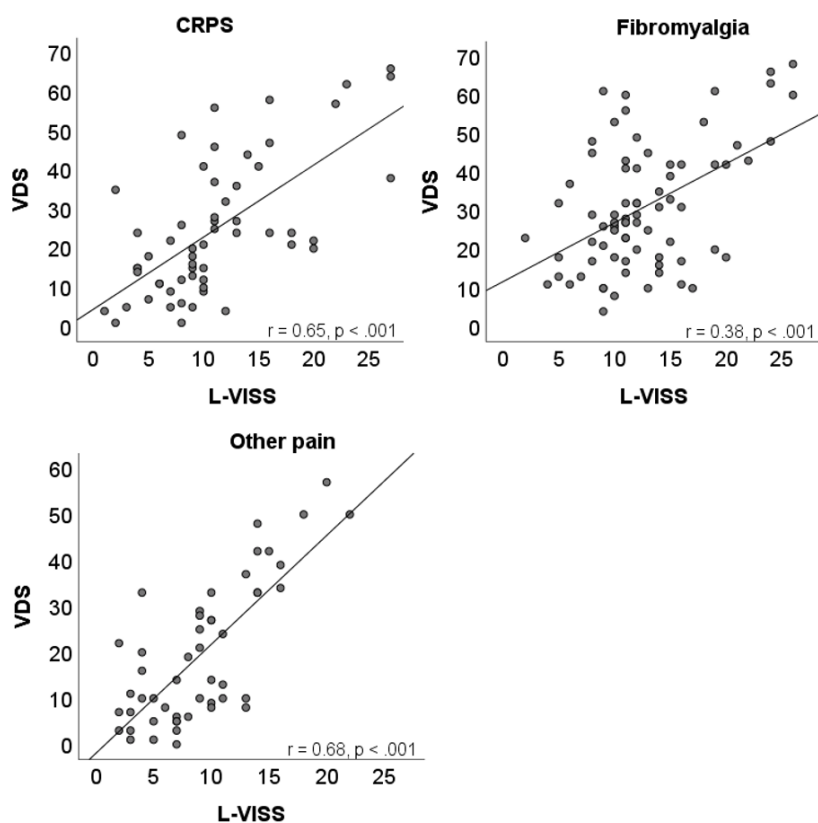 CRPS
70
60
50
40
30
20
10
0
VDS
r = 0.65, p < .001
0 5 10 15 20 25
L-VISS
Fibromyalgia
70
60
50
40
30
20
10
0
VDS
r = 0.38, p < .001
0 5 10 15 20 25
L-VISS
Other pain
60
50
40
30
20
10
0
VDS
r = 0.68, p < .001
0 5 10 15 20 25
L-VISS